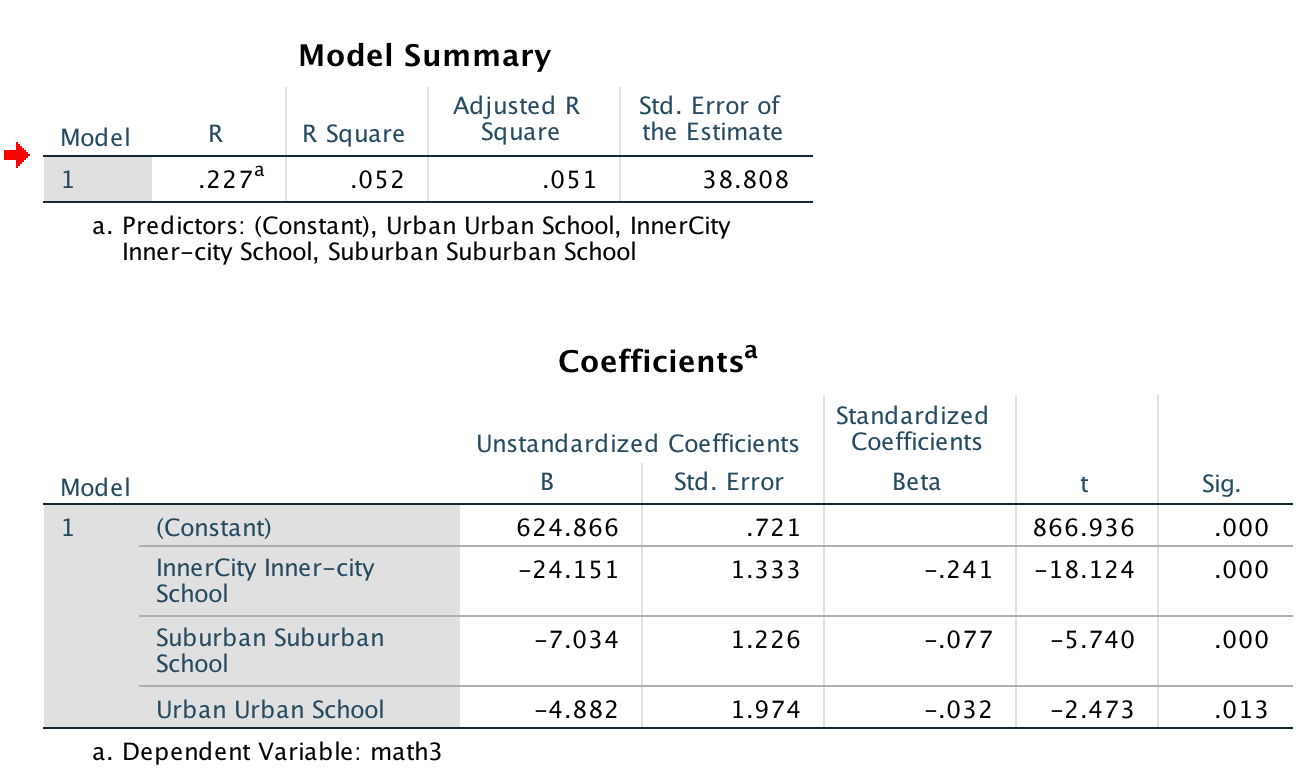 Model Summary
Model R R Square Adjusted R Square Std. Error of the Estimate
1 .227a .052 .051 38.808
a. Predictors: (Constant), Urban Urban School, InnerCity
Inner-city School, Suburban Suburban School
Coefficientsa
Unstandardized Coefficients Standardized Coefficients
Model B Std. Error Beta t Sig.
1 (Constant) 624.866 .721 866.936 .000
InnerCity Inner-city School -24.151 1.333 -.241 -18.124 .000
Suburban Suburban School -7.034 1.226 -.077 -5.740 .000
Urban Urban School -4.882 1.974 -.032 -2.473 .013
a. Dependent Variable: math3